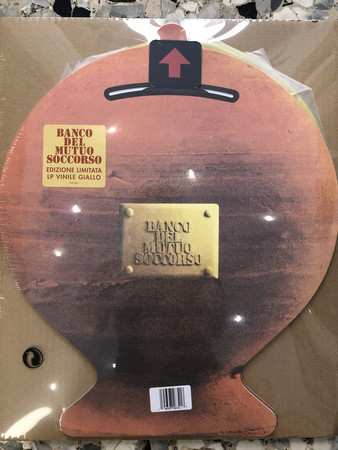 BANCO
DEL
MUTUO
SOCCORSO
EDIZIONE LIMITATA
LP VINILE GIALLO
BANCO
DEL
MUTUO
SOCCORSO